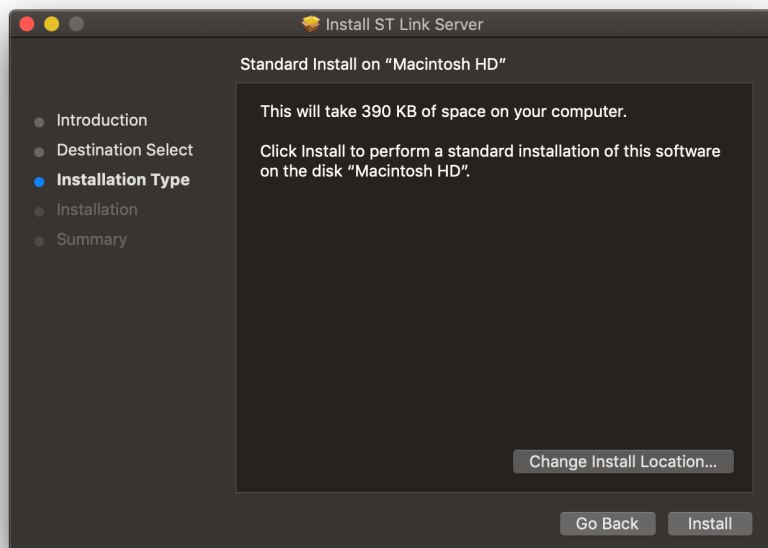 Install ST Link Server
Standard Install on “Macintosh HD”
Introduction
Destination Select
Installation Type
Installation
Summary
This will take 390 KB of space on your computer.
Click Install to perform a standard installation of this software
on the disk “Macintosh HD”.
Change Install Location...
Go Back
Install